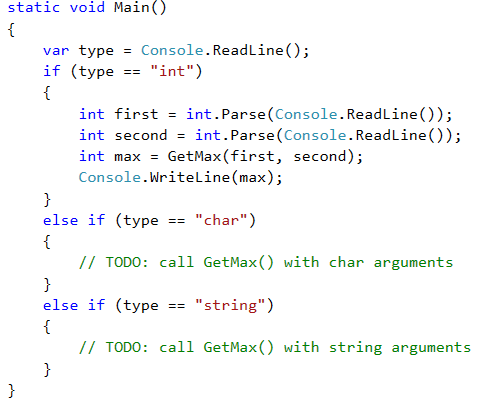 static void Main()
{
    var type = Console.ReadLine();
    if (type == "int")
    {
        int first = int.Parse(Console.ReadLine());
        int second = int.Parse(Console.ReadLine());
        int max = GetMax(first, second);
        Console.WriteLine(max);
    }
    else if (type == "char")
    {
        // TODO: call GetMax() with char arguments
    }
    else if (type == "string")
    {
        // TODO: call GetMax() with string arguments
    }
}